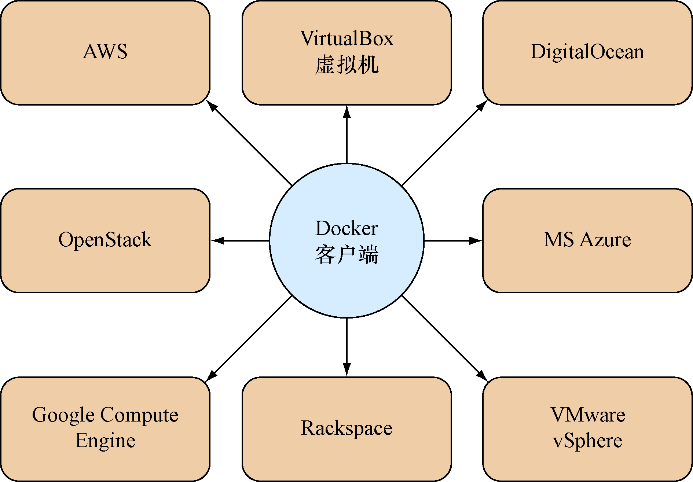 AWS
VirtualBox
虚拟机
DigitalOcean
OpenStack
Docker
客户端
MS Azure
Google Compute
Engine
Rackspace
VMware
vSphere